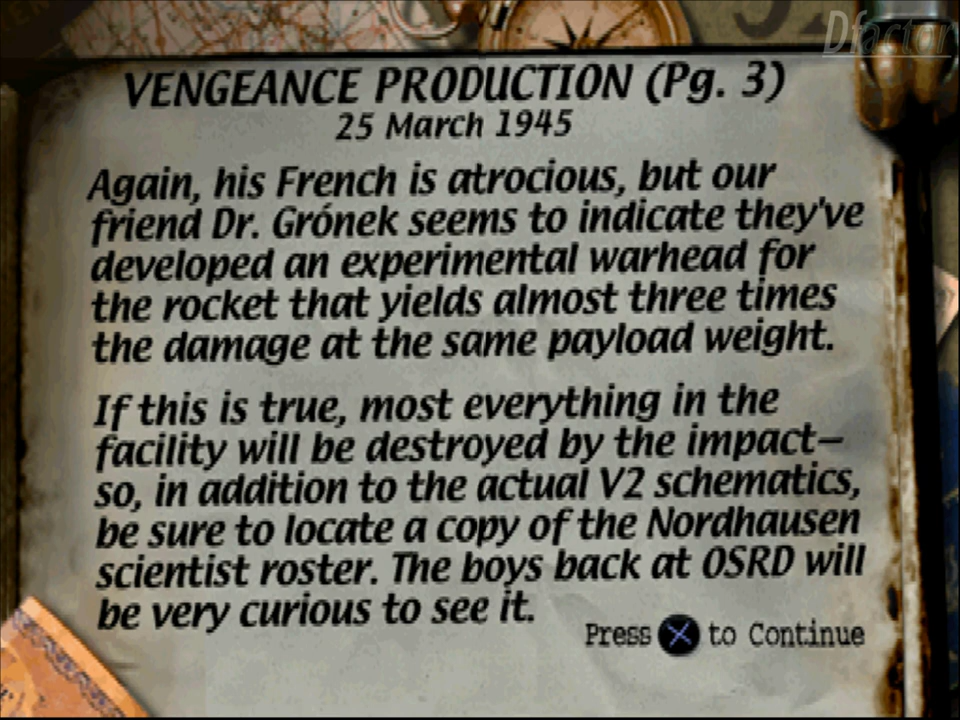 Dfactor
VENGEANCE PRODUCTION (Pg. 3)
25 March 1945
Again, his French is atrocious, but our
friend Dr. Grónek seems to indicate they've
developed an experimental warhead for
the rocket that yields almost three times
the damage at the same payload weight.
If this is true, most everything in the
facility will be destroyed by the impact—
so, in addition to the actual V2 schematics,
be sure to locate a copy of the Nordhausen
scientist roster. The boys back at OSRD will
be very curious to see it.
Press X to Continue